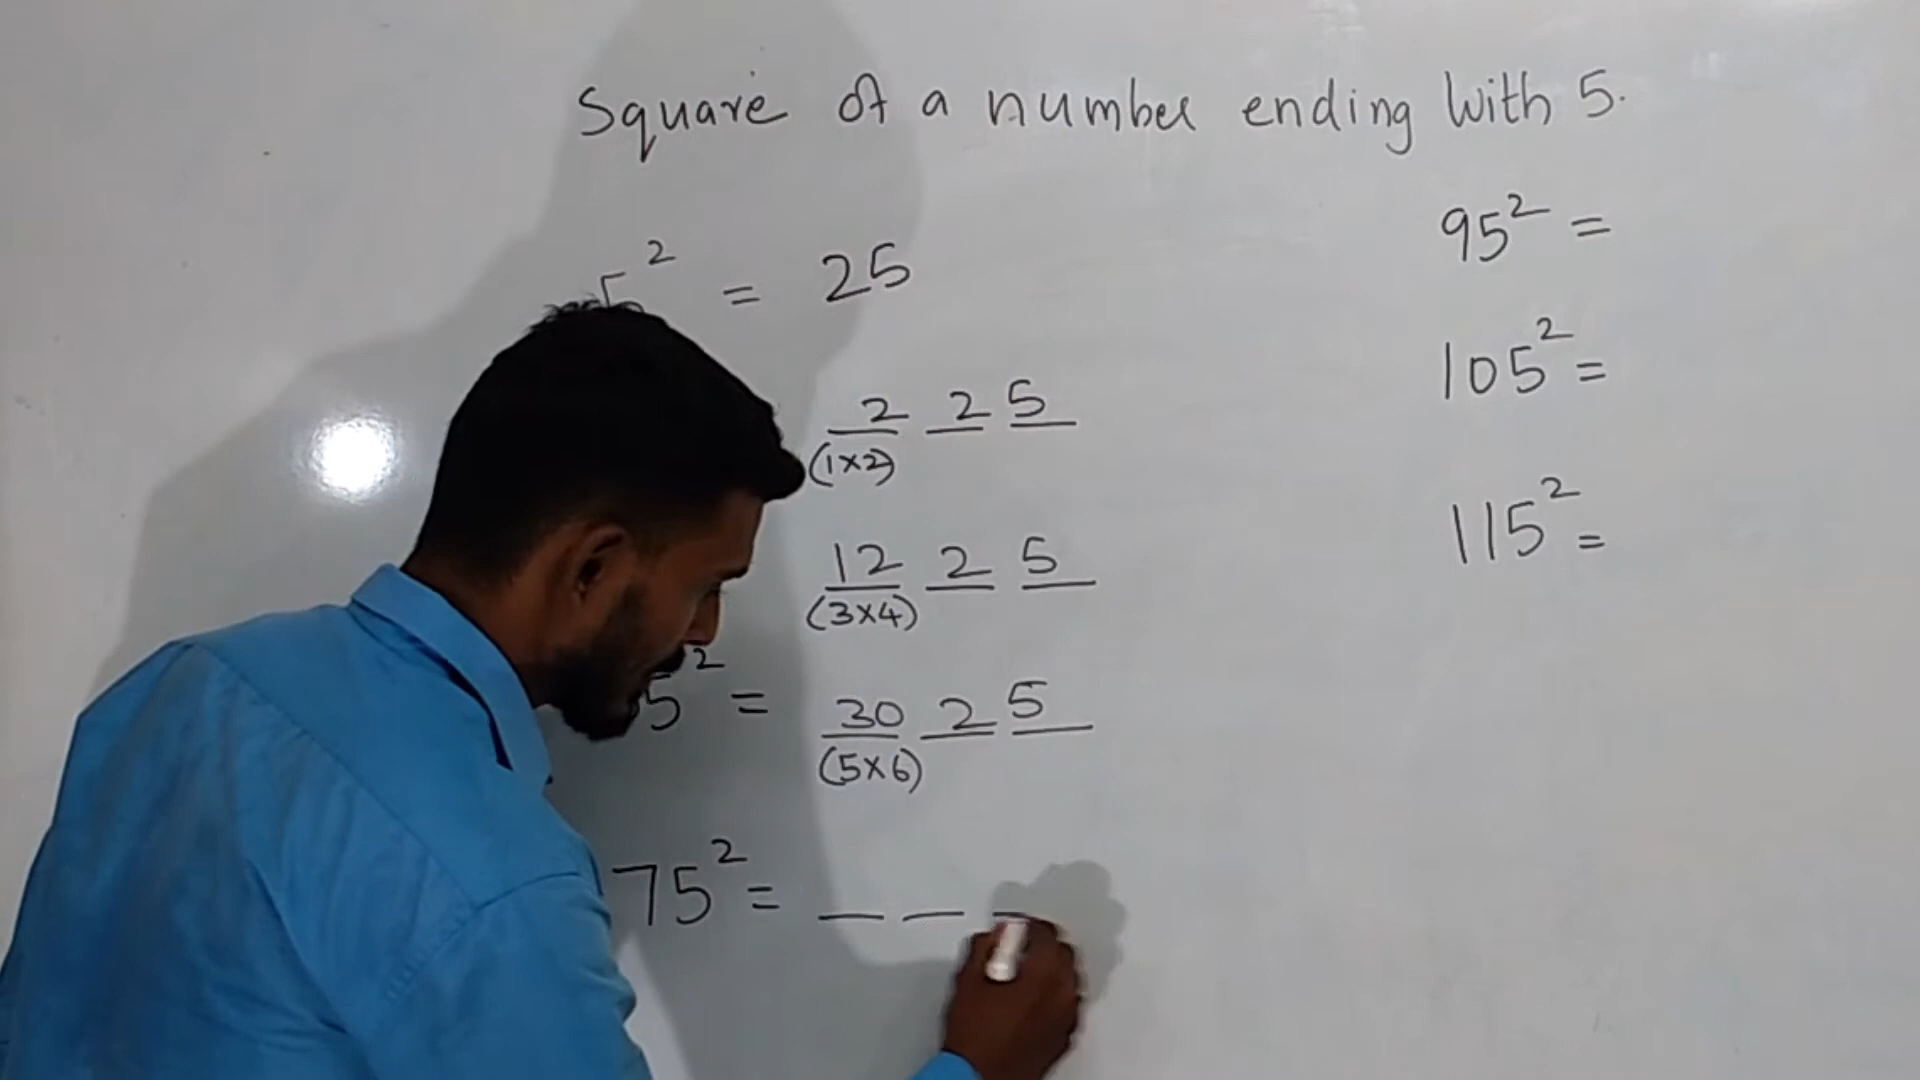 Square of a number ending with 5.
5² = 25
2 2 5
(1×2)
12 2 5
(3×4)
5² = 30 2 5
(5×6)
75² = _ _ _
95² =
105² =
115² =